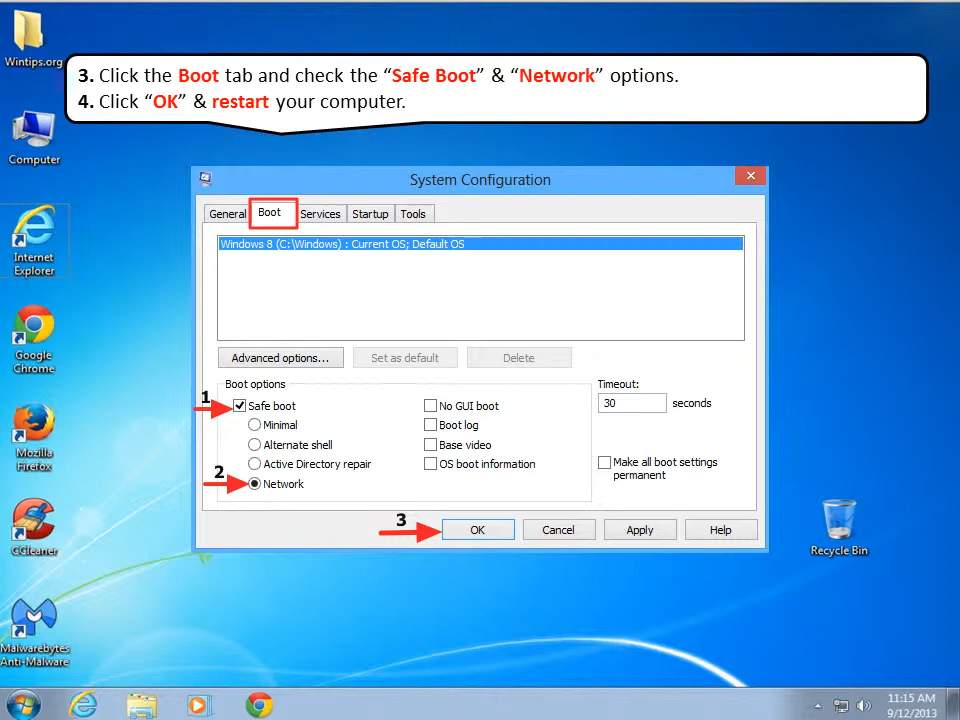 Wintips.org
3. Click the Boot tab and check the “Safe Boot” & “Network” options.
4. Click “OK” & restart your computer.
Computer
Internet
Explorer
Google
Chrome
Mozilla
Firefox
CCleaner
Malwarebytes
Anti-Malware
System Configuration
General Boot Services Startup Tools
Windows 8 (C:\Windows) : Current OS; Default OS
Advanced options... Set as default Delete
Boot options
Timeout:
1 Safe boot
No GUI boot
30 seconds
Minimal
Boot log
Alternate shell
Base video
Active Directory repair
OS boot information
Make all boot settings
permanent
2 Network
3 OK Cancel Apply Help
Recycle Bin
11:15 AM
9/12/2013